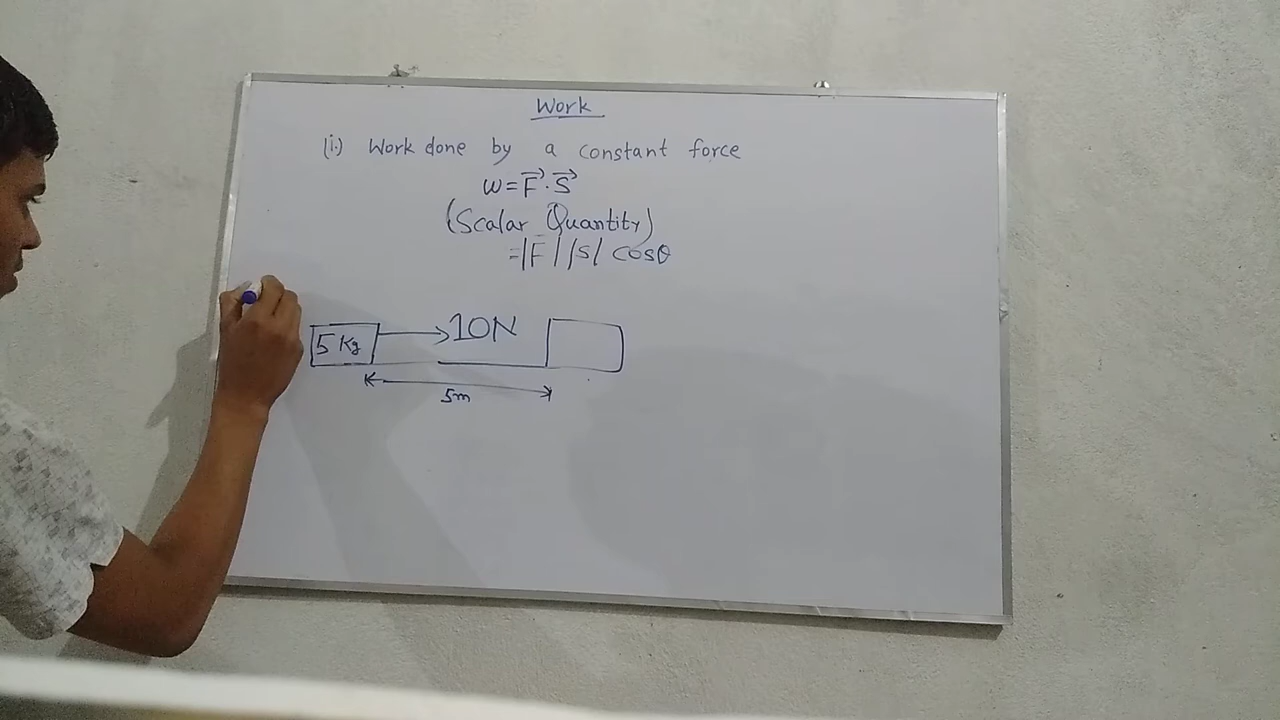 Work
(i.) Work done by a constant force
W = F⃗ . S⃗
(Scalar Quantity)
= |F| |S| cosθ
5 Kg 10N
5m